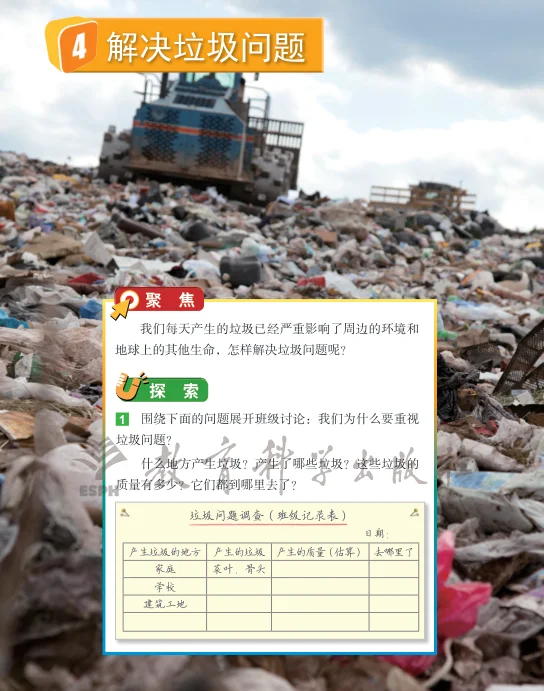 4 解决垃圾问题
聚 焦
我们每天产生的垃圾已经严重影响了周边的环境和
地球上的其他生命，怎样解决垃圾问题呢？
探 索
1 围绕下面的问题展开班级讨论：我们为什么要重视
垃圾问题？
什么地方产生垃圾？产生了哪些垃圾？这些垃圾的
质量有多少？它们都到哪里去了？
ESPH 教育科学出版
垃圾问题调查（班级记录表）
日期：
产生垃圾的地方 产生的垃圾 产生的质量（估算） 去哪里了
家庭 菜叶，骨头
学校
建筑工地